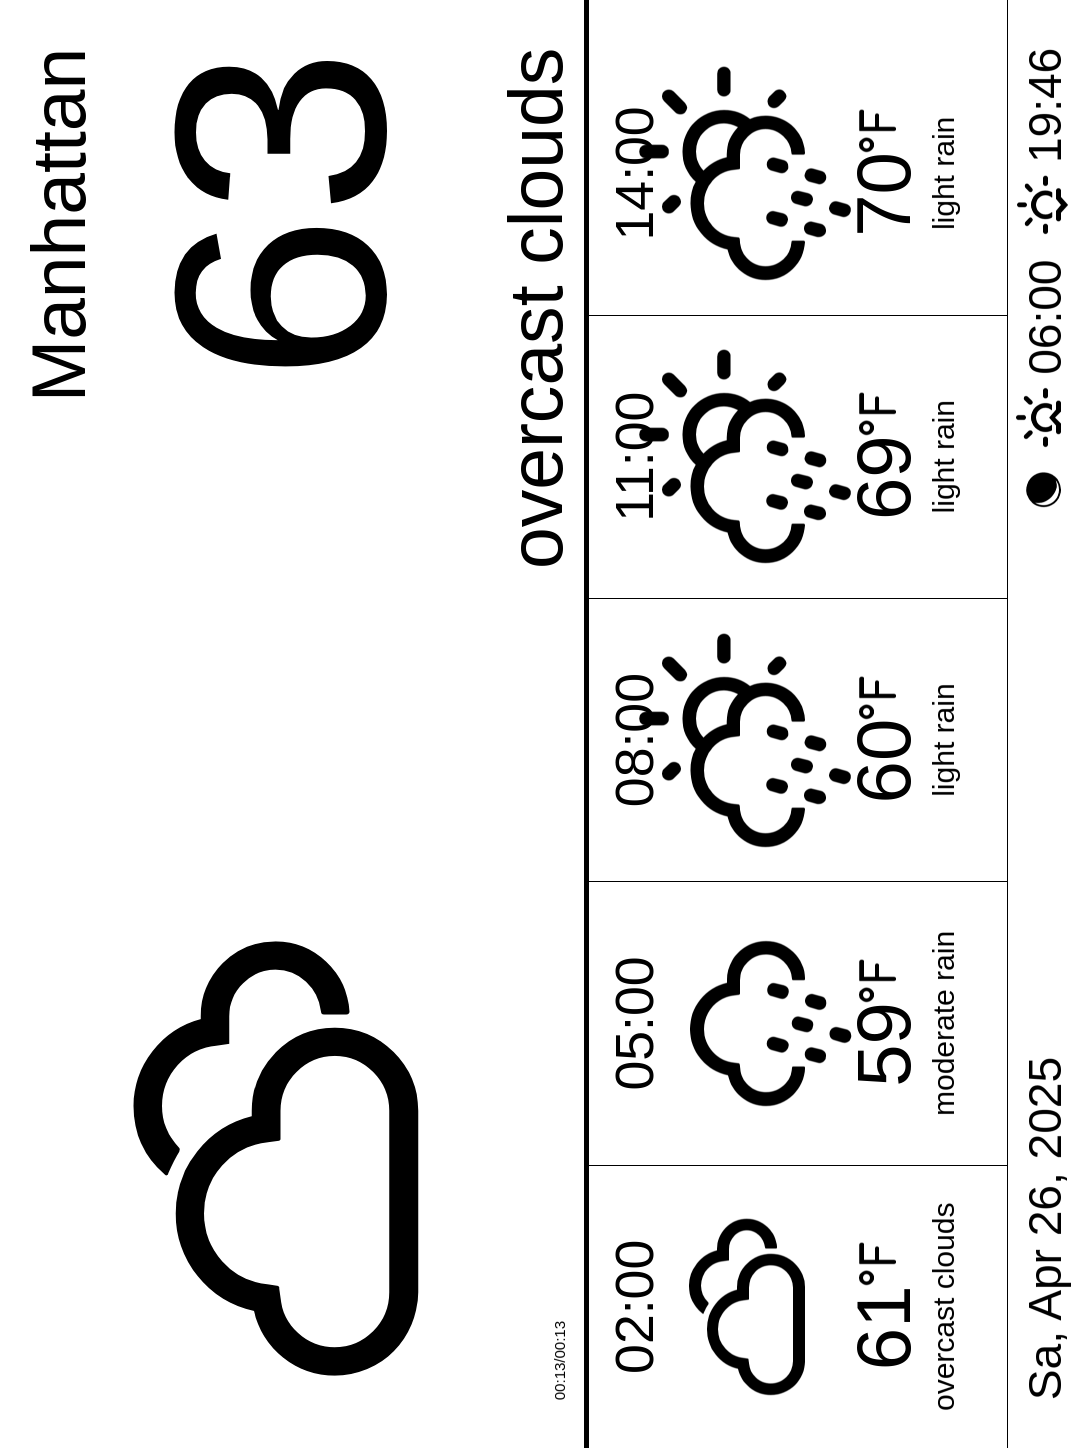 Manhattan
63
overcast clouds
00:13/00:13
02:00
61°F
overcast clouds
05:00
59°F
moderate rain
08:00
60°F
light rain
11:00
69°F
light rain
14:00
70°F
light rain
Sa, Apr 26, 2025
06:00
19:46